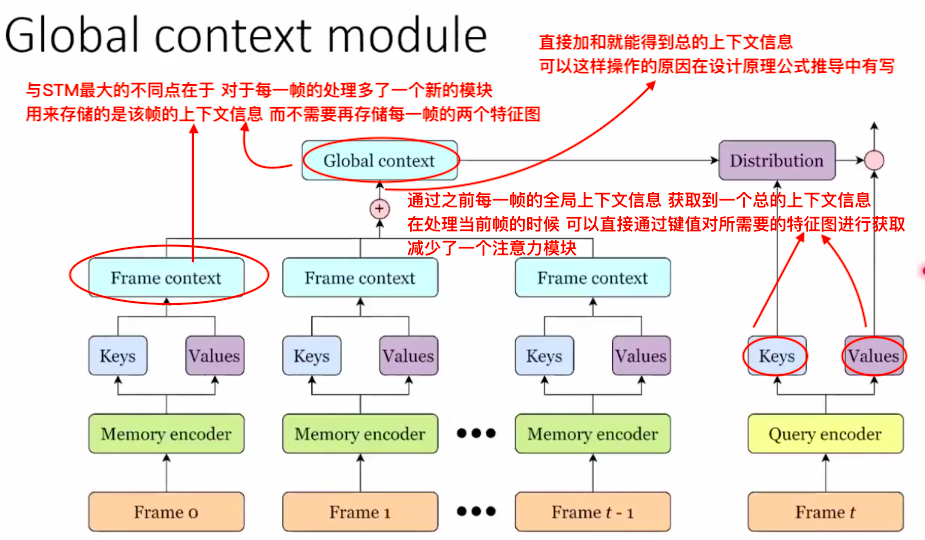 Global context module
直接加和就能得到总的上下文信息
可以这样操作的原因在设计原理公式推导中有写
与STM最大的不同点在于 对于每一帧的处理多了一个新的模块
用来存储的是该帧的上下文信息 而不需要再存储每一帧的两个特征图
Global context
Distribution
+
通过之前每一帧的全局上下文信息 获取到一个总的上下文信息
在处理当前帧的时候 可以直接通过键值对所需要的特征图进行获取
减少了一个注意力模块
Frame context
Frame context
Frame context
Keys
Values
Keys
Values
Keys
Values
Keys
Values
Memory encoder
Memory encoder
•••
Memory encoder
Query encoder
Frame 0
Frame 1
•••
Frame t - 1
Frame t